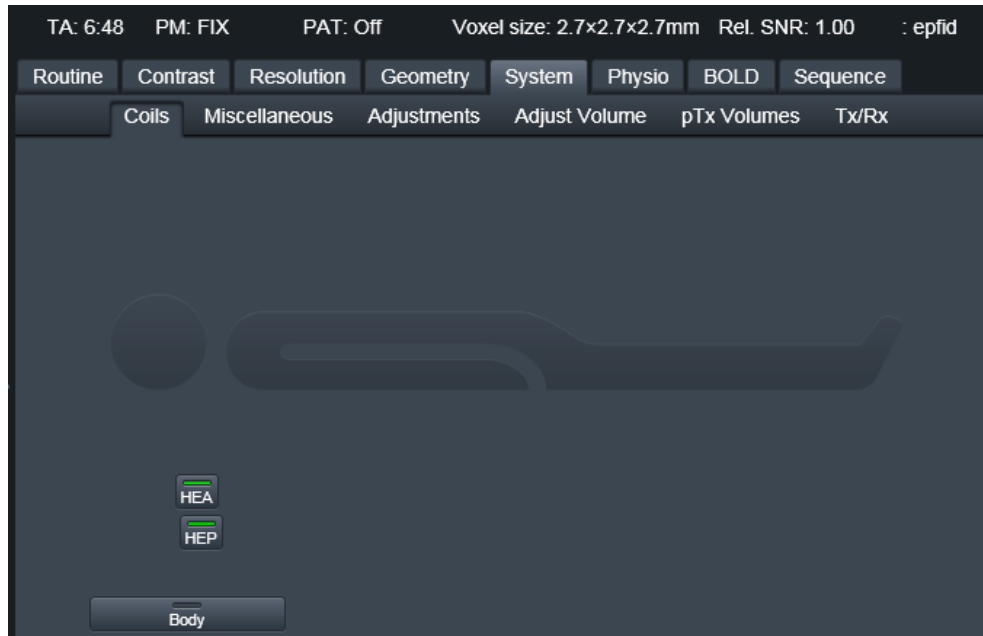 TA: 6:48 PM: FIX PAT: Off Voxel size: 2.7×2.7×2.7mm Rel. SNR: 1.00 : epfid
Routine Contrast Resolution Geometry System Physio BOLD Sequence
Coils Miscellaneous Adjustments Adjust Volume pTx Volumes Tx/Rx
HEA
HEP
Body